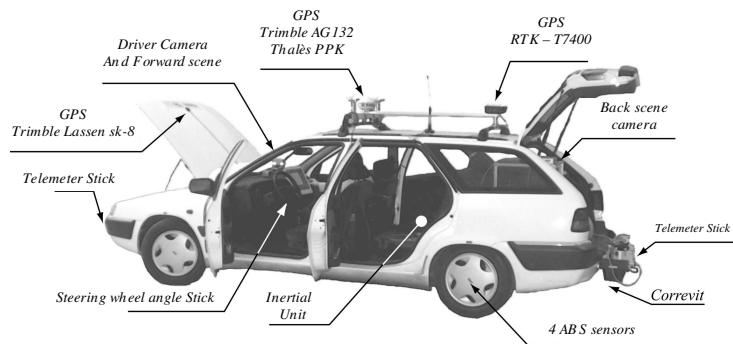 GPS
Trimble AG132
Thalès PPK
GPS
RTK – T7400
Driver Camera
And Forward scene
GPS
Trimble Lassen sk-8
Back scene
camera
Telemeter Stick
Telemeter Stick
Steering wheel angle Stick
Inertial
Unit
Correvit
4 ABS sensors